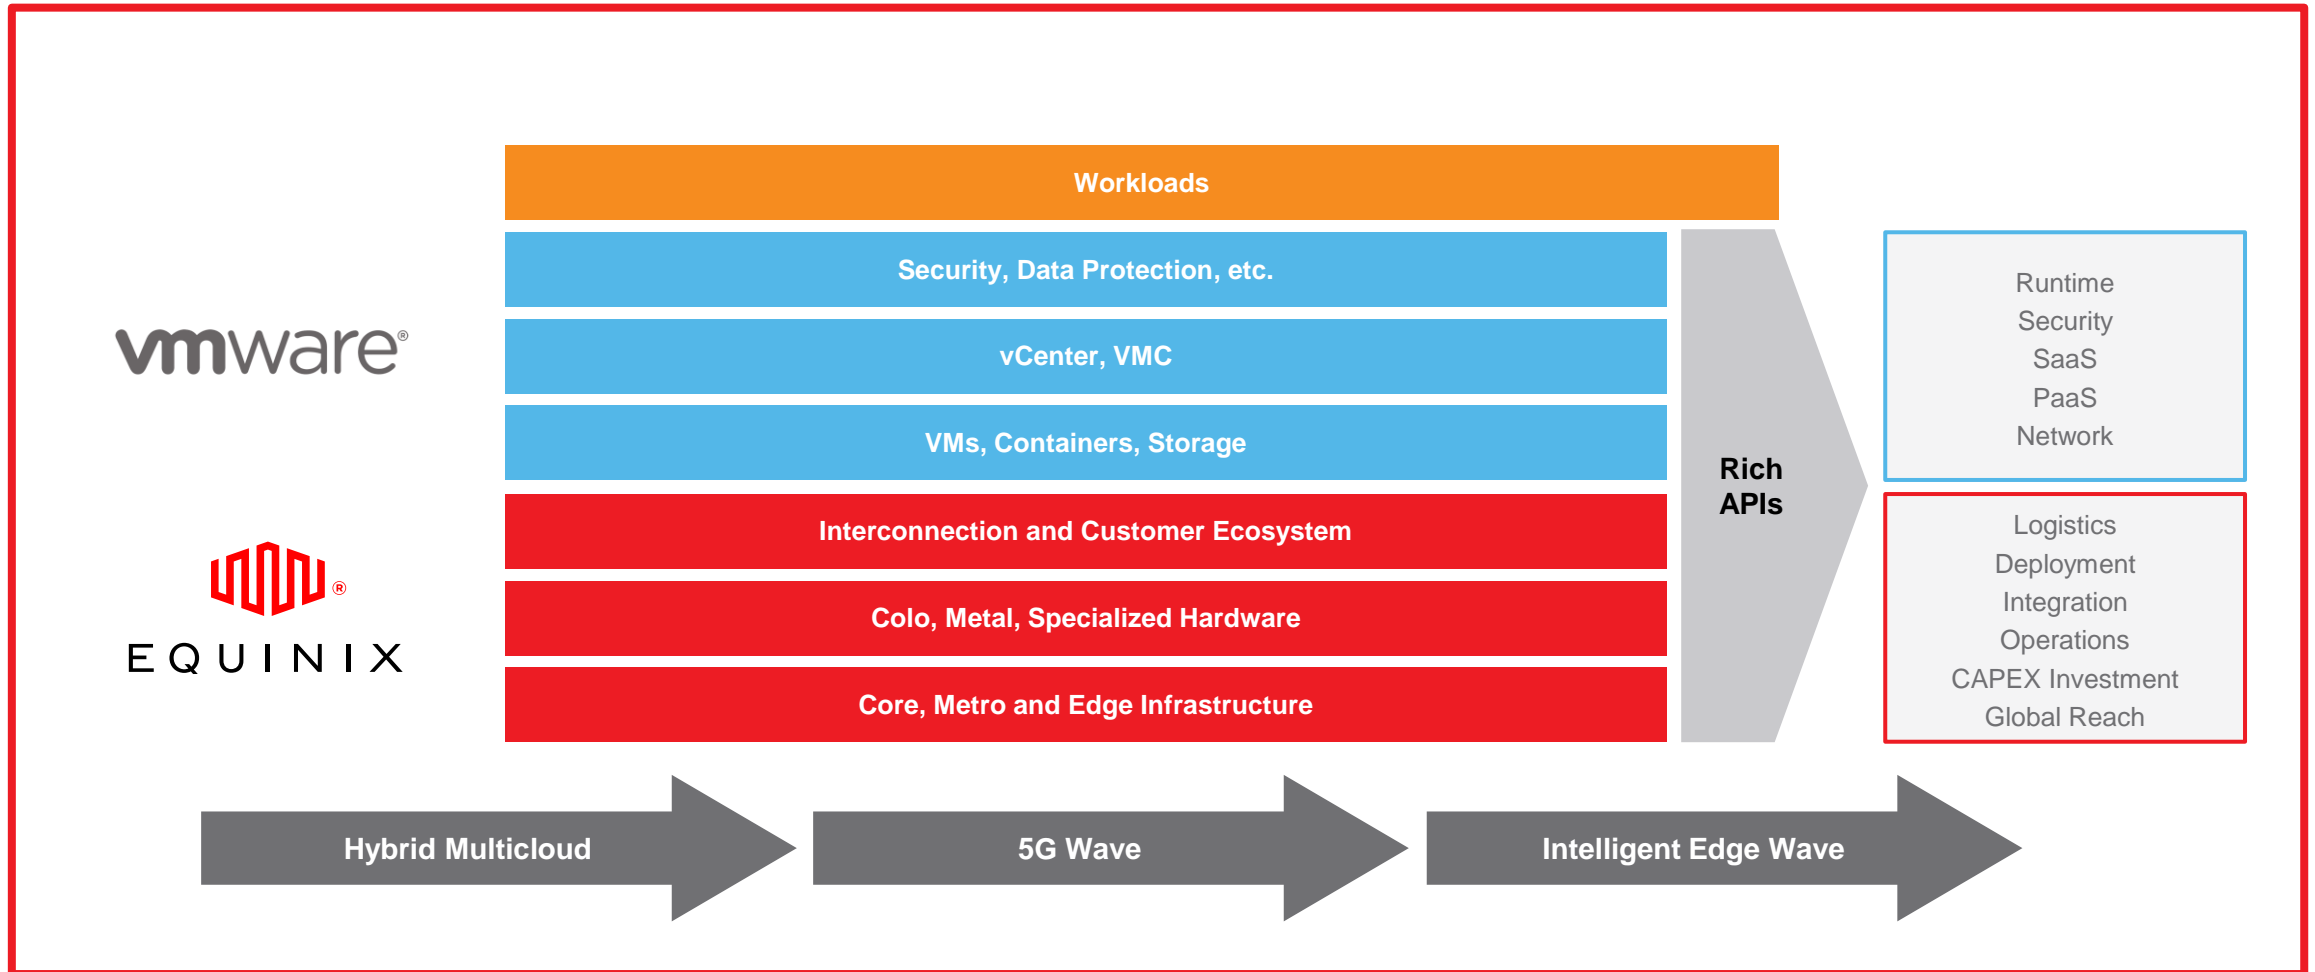 Workloads
Security, Data Protection, etc.
vmware®
vCenter, VMC
VMs, Containers, Storage
®
EQUINIX
Interconnection and Customer Ecosystem
Colo, Metal, Specialized Hardware
Core, Metro and Edge Infrastructure
Rich
APIs
Runtime
Security
SaaS
PaaS
Network
Logistics
Deployment
Integration
Operations
CAPEX Investment
Global Reach
Hybrid Multicloud
5G Wave
Intelligent Edge Wave